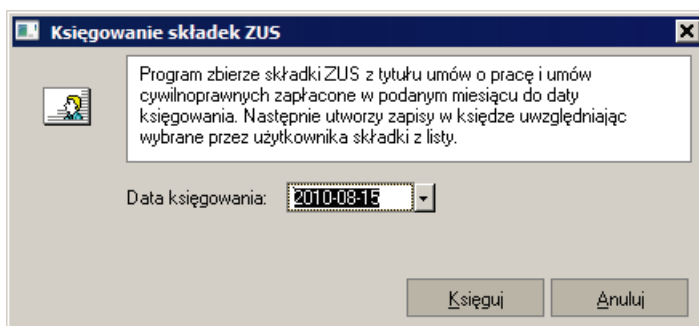 Księgowanie składek ZUS
Program zbierze składki ZUS z tytułu umów o pracę i umów
cywilnoprawnych zapłacone w podanym miesiącu do daty
księgowania. Następnie utworzy zapisy w księdze uwzględniając
wybrane przez użytkownika składki z listy.
Data księgowania: 2010-08-15
Księguj Anuluj